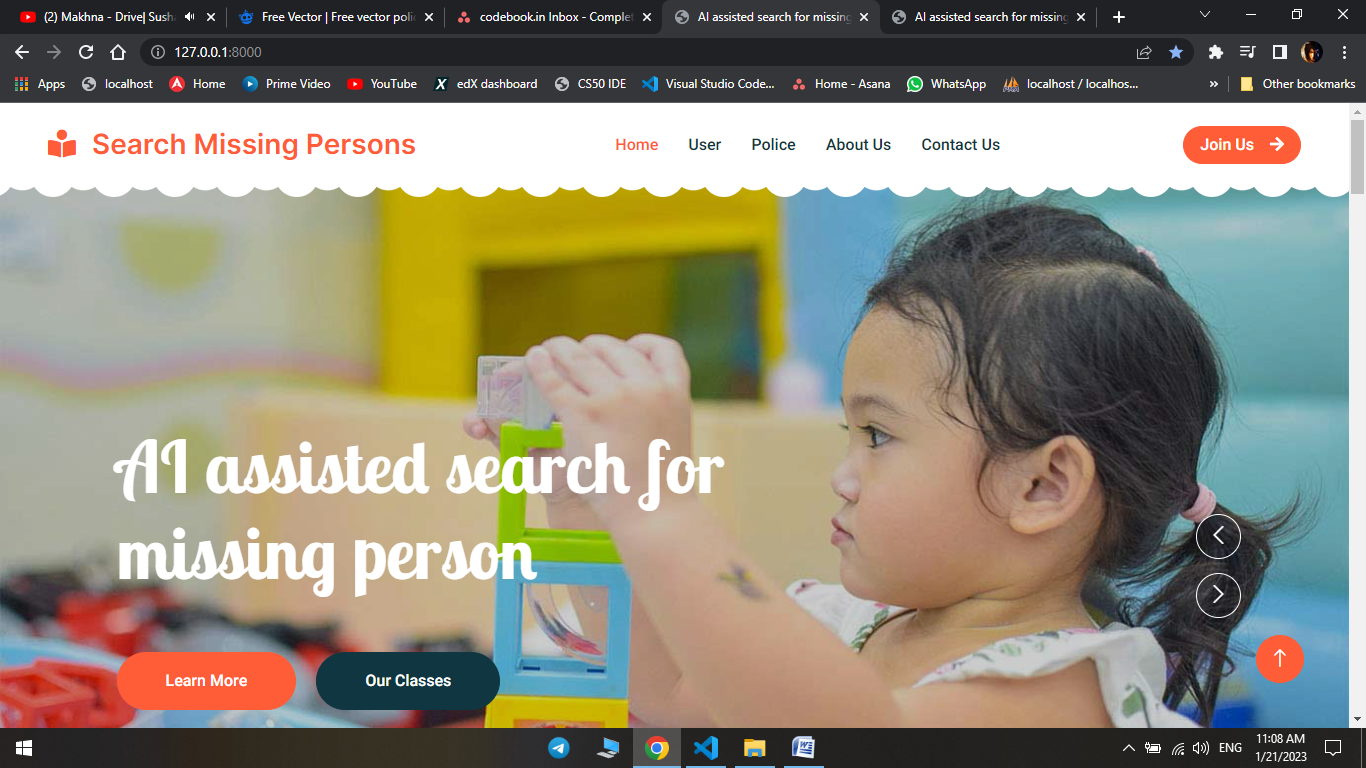 (2) Makhna - Drive| Susha
Free Vector | Free vector polic
codebook.in Inbox - Complet
AI assisted search for missing
AI assisted search for missing
127.0.0.1:8000
Apps
localhost
Home
Prime Video
YouTube
edX dashboard
CS50 IDE
Visual Studio Code...
Home - Asana
WhatsApp
localhost / localhos...
»
Other bookmarks
Search Missing Persons
Home
User
Police
About Us
Contact Us
Join Us
AI assisted search for
missing person
Learn More
Our Classes
ENG
11:08 AM
1/21/2023